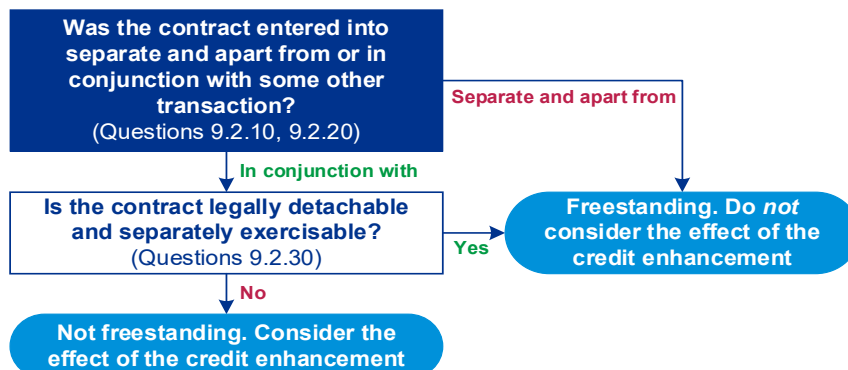 Was the contract entered into
separate and apart from or in
conjunction with some other
transaction?
(Questions 9.2.10, 9.2.20)
Separate and apart from
In conjunction with
Is the contract legally detachable
and separately exercisable?
(Questions 9.2.30)
Yes
Freestanding. Do not
consider the effect of the
credit enhancement
No
Not freestanding. Consider the
effect of the credit enhancement